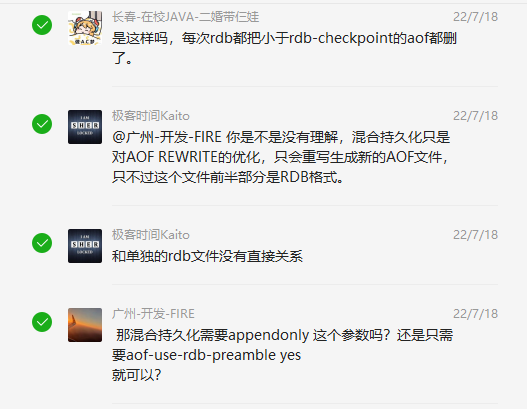 长春-在校JAVA-二婚带仨娃
22/7/18
是这样吗，每次rdb都把小于rdb-checkpoint的aof都删
了。
极客时间Kaito
22/7/18
@广州-开发-FIRE 你是不是没有理解，混合持久化只是
对AOF REWRITE的优化，只会重写生成新的AOF文件，
只不过这个文件前半部分是RDB格式。
极客时间Kaito
22/7/18
和单独的rdb文件没有直接关系
广州-开发-FIRE
22/7/18
那混合持久化需要appendonly 这个参数吗？还是只需
要aof-use-rdb-preamble yes
就可以？